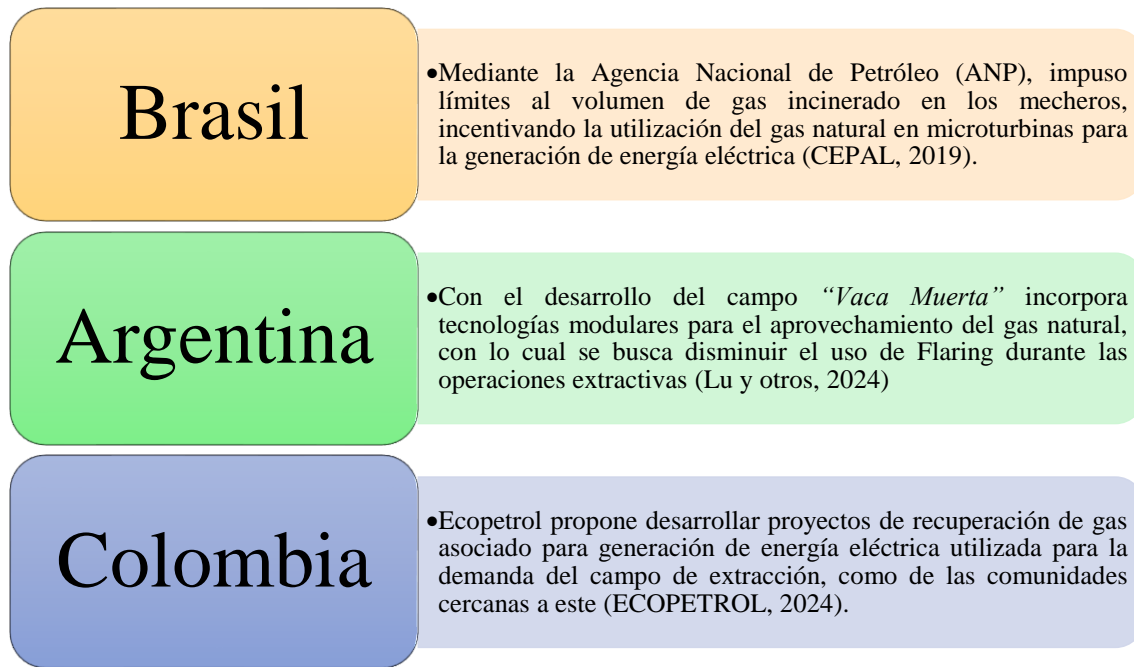 Brasil
•Mediante la Agencia Nacional de Petróleo (ANP), impuso
límites al volumen de gas incinerado en los mecheros,
incentivando la utilización del gas natural en microturbinas para
la generación de energía eléctrica (CEPAL, 2019).
Argentina
•Con el desarrollo del campo “Vaca Muerta” incorpora
tecnologías modulares para el aprovechamiento del gas natural,
con lo cual se busca disminuir el uso de Flaring durante las
operaciones extractivas (Lu y otros, 2024)
Colombia
•Ecopetrol propone desarrollar proyectos de recuperación de gas
asociado para generación de energía eléctrica utilizada para la
demanda del campo de extracción, como de las comunidades
cercanas a este (ECOPETROL, 2024).